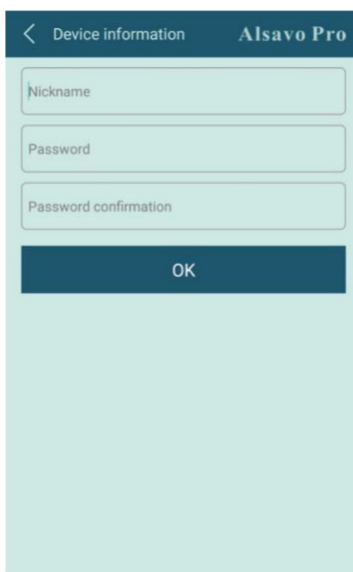 Device information Alsavo Pro
Nickname
Password
Password confirmation
OK